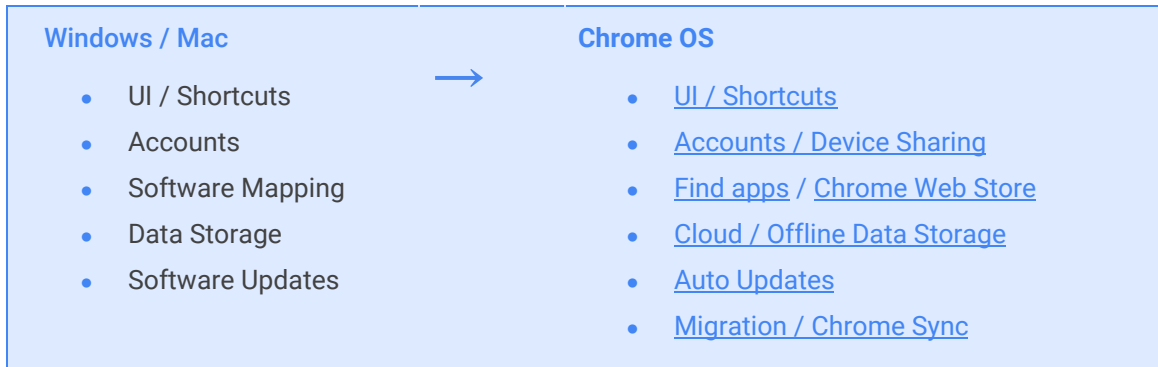 Windows / Mac
● UI / Shortcuts
● Accounts
● Software Mapping
● Data Storage
● Software Updates
→
Chrome OS
● UI / Shortcuts
● Accounts / Device Sharing
● Find apps / Chrome Web Store
● Cloud / Offline Data Storage
● Auto Updates
● Migration / Chrome Sync